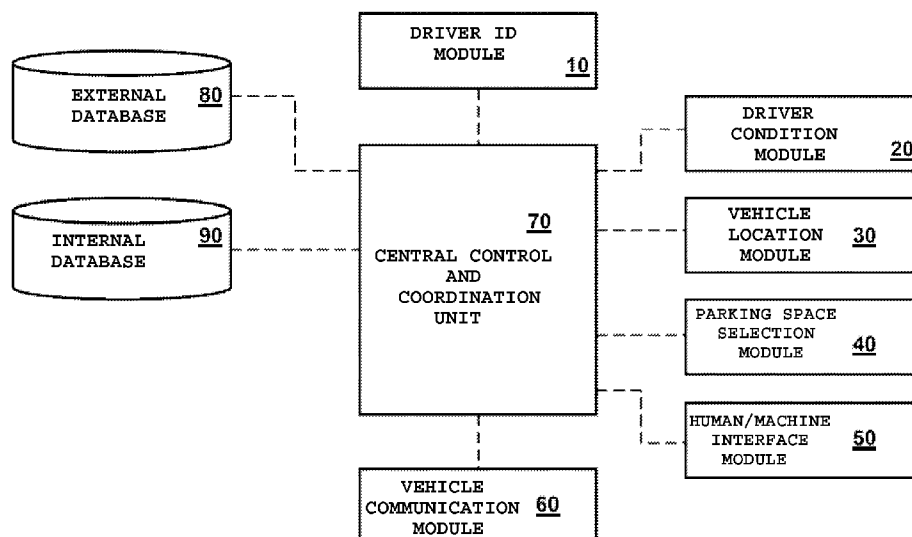 DRIVER ID
MODULE
10
EXTERNAL
DATABASE
80
DRIVER
CONDITION
MODULE
20
INTERNAL
DATABASE
90
70
CENTRAL CONTROL
AND
COORDINATION
UNIT
VEHICLE
LOCATION
MODULE
30
PARKING SPACE
SELECTION
MODULE
40
HUMAN/MACHINE
INTERFACE
MODULE
50
VEHICLE
COMMUNICATION
MODULE
60